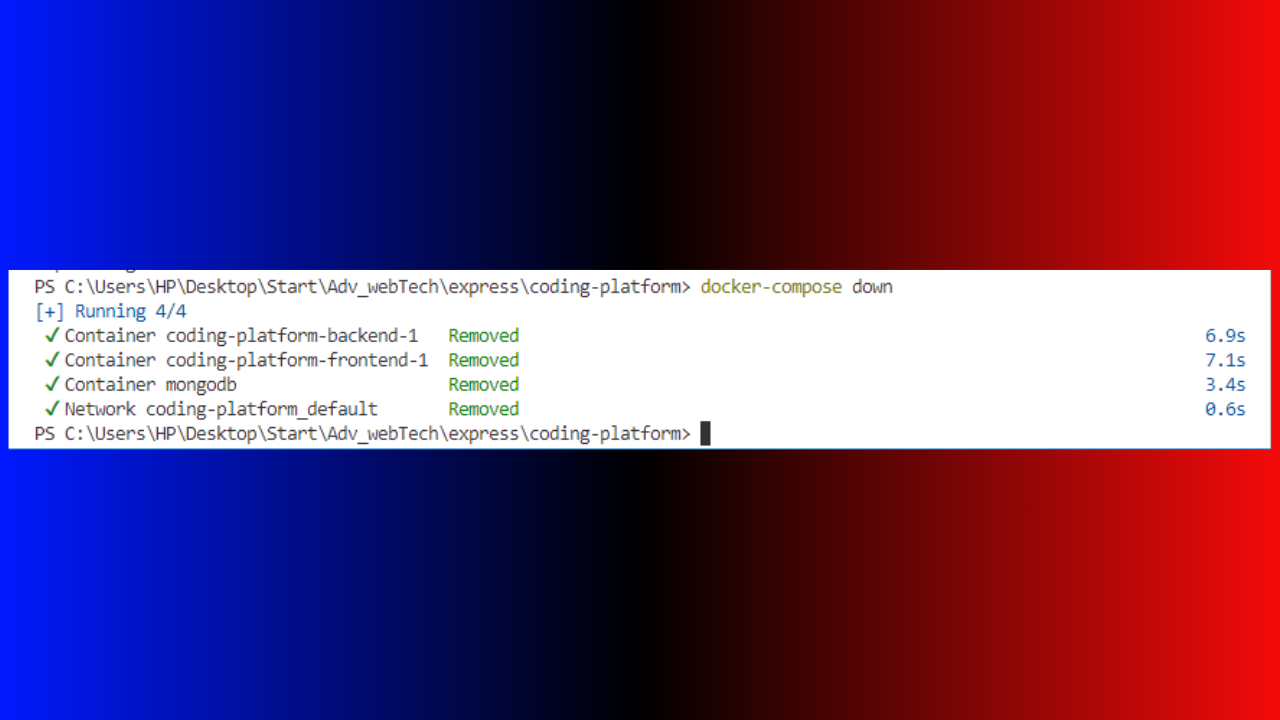 PS C:\Users\HP\Desktop\Start\Adv_webTech\express\coding-platform> docker-compose down
[+] Running 4/4
✓ Container coding-platform-backend-1 Removed 6.9s
✓ Container coding-platform-frontend-1 Removed 7.1s
✓ Container mongodb Removed 3.4s
✓ Network coding-platform_default Removed 0.6s
PS C:\Users\HP\Desktop\Start\Adv_webTech\express\coding-platform>